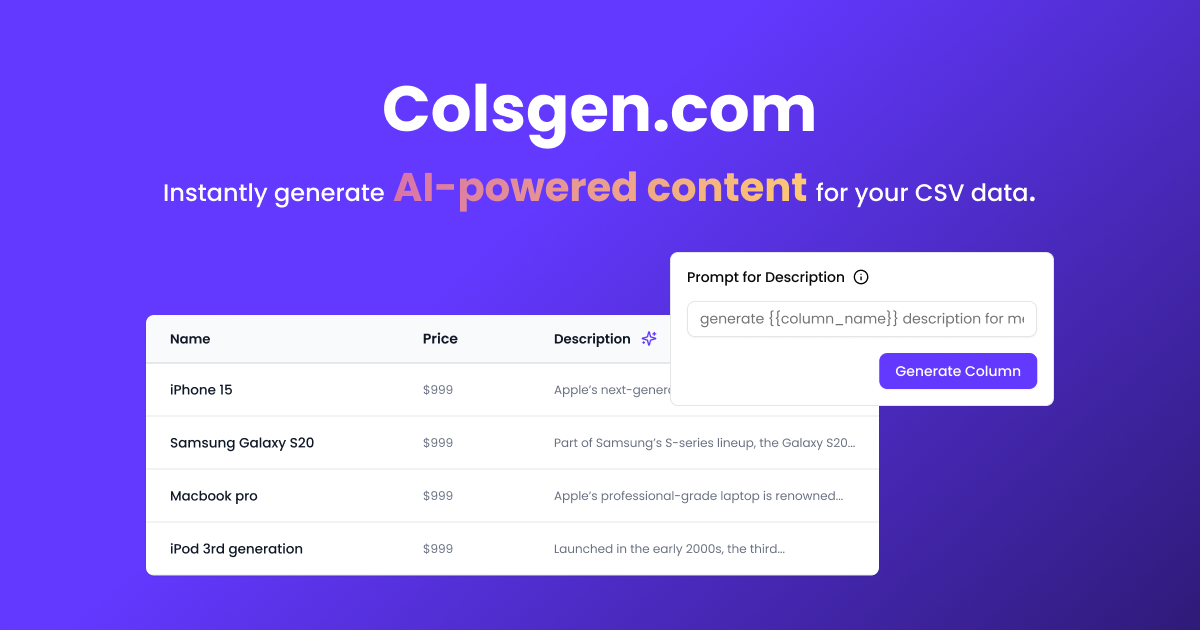 Colsgen.com
Instantly generate AI-powered content for your CSV data.
Prompt for Description
generate {{column_name}} description for
Generate Column
Name Price Description
iPhone 15 $999 Apple’s
Samsung Galaxy S20 $999 Part of Samsung’s S-series lineup, the Galaxy S20...
Macbook pro $999 Apple’s professional-grade laptop is renowned...
iPod 3rd generation $999 Launched in the early 2000s, the third...